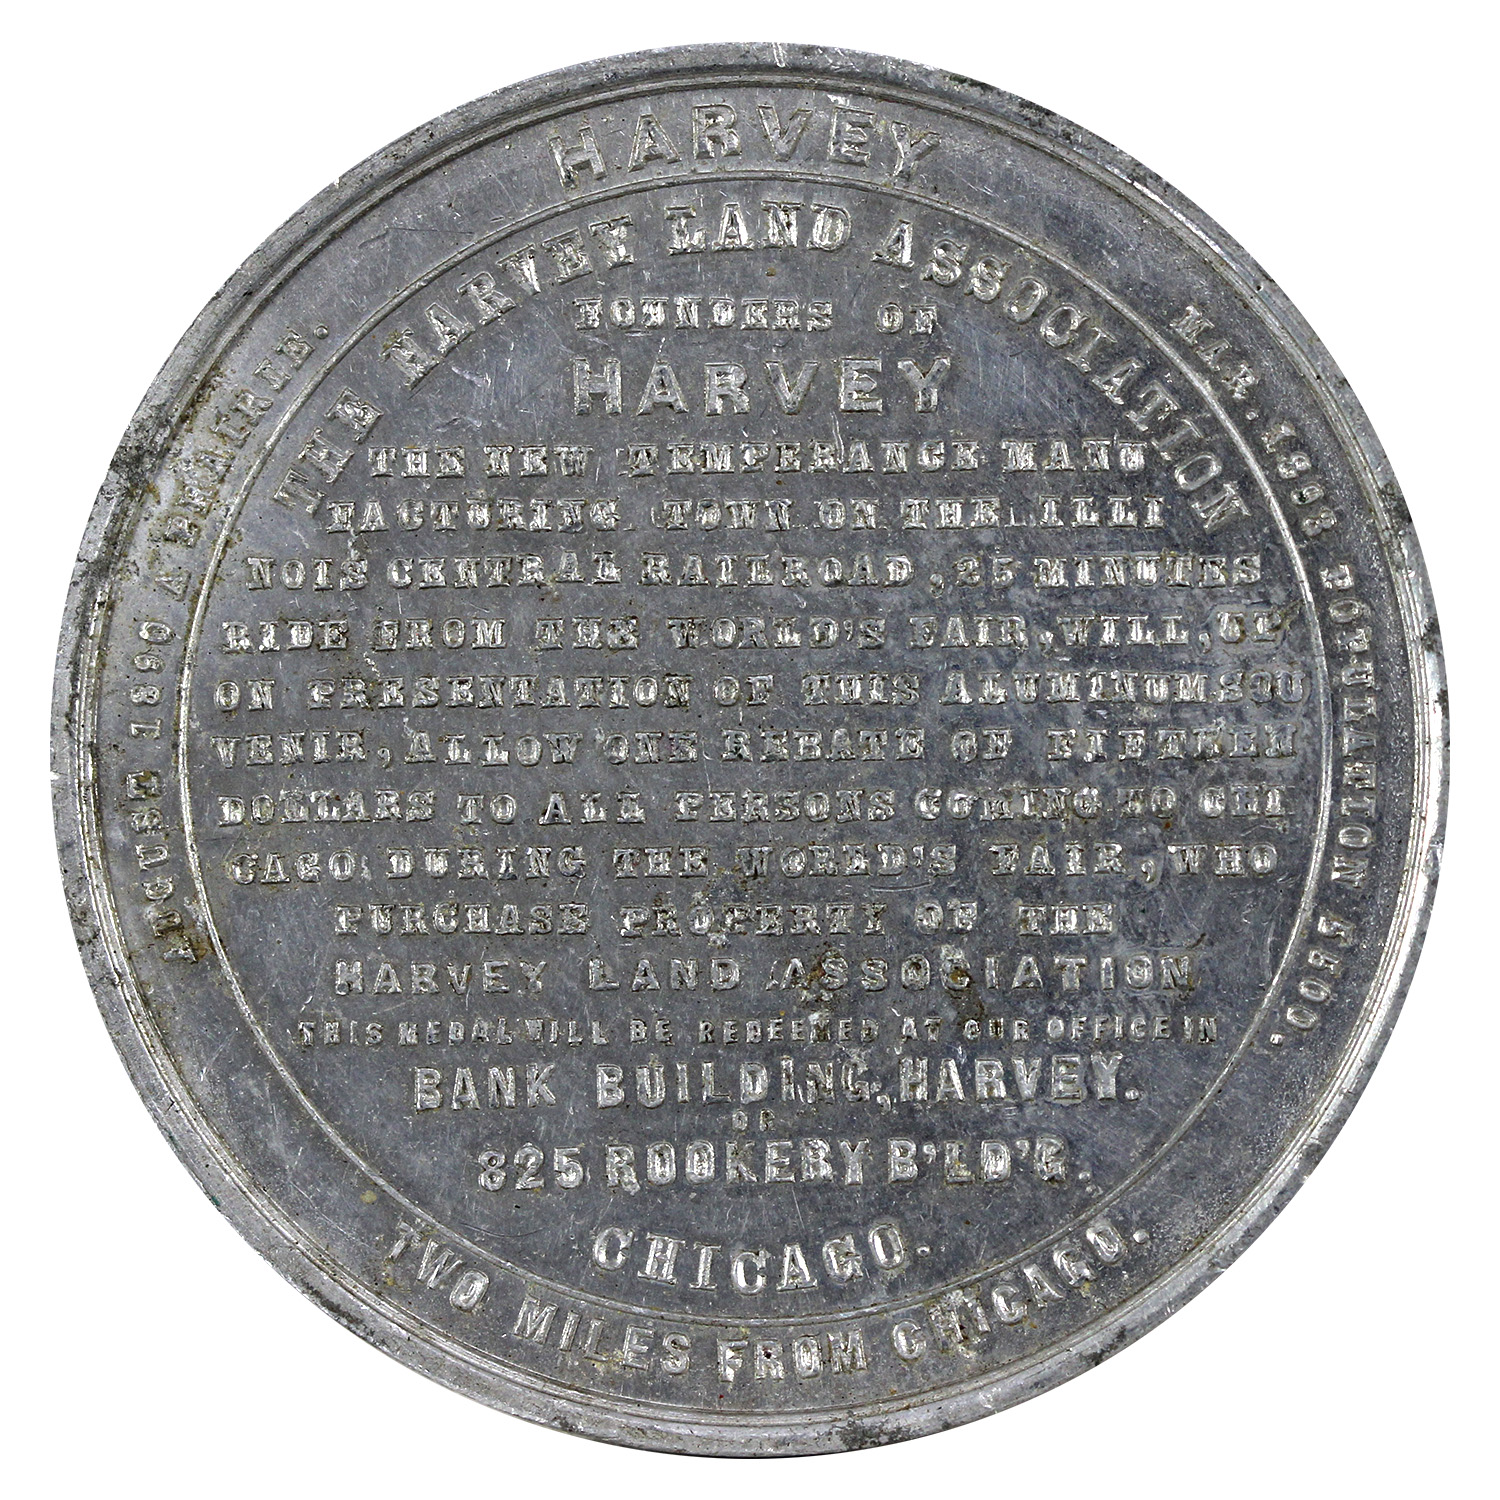 HARVEY
AUGUST 1890 A PRAIRIE.
MAR. 1893 POPULATION 5500.
THE HARVEY LAND ASSOCIATION
FOUNDERS OF
HARVEY
THE NEW TEMPERANCE MANU
FACTURING TOWN ON THE ILLI
NOIS CENTRAL RAILROAD, 25 MINUTES
RIDE FROM THE WORLD'S FAIR, WILL, UP
ON PRESENTATION OF THIS ALUMINUM SOU
VENIR, ALLOW ONE REBATE OF FIFTEEN
DOLLARS TO ALL PERSONS COMING TO CHI
CAGO DURING THE WORLD'S FAIR, WHO
PURCHASE PROPERTY OF THE
HARVEY LAND ASSOCIATION
THIS MEDAL WILL BE REDEEMED AT OUR OFFICE IN
BANK BUILDING, HARVEY.
OR
825 ROOKERY B'LD'G.
CHICAGO.
TWO MILES FROM CHICAGO.